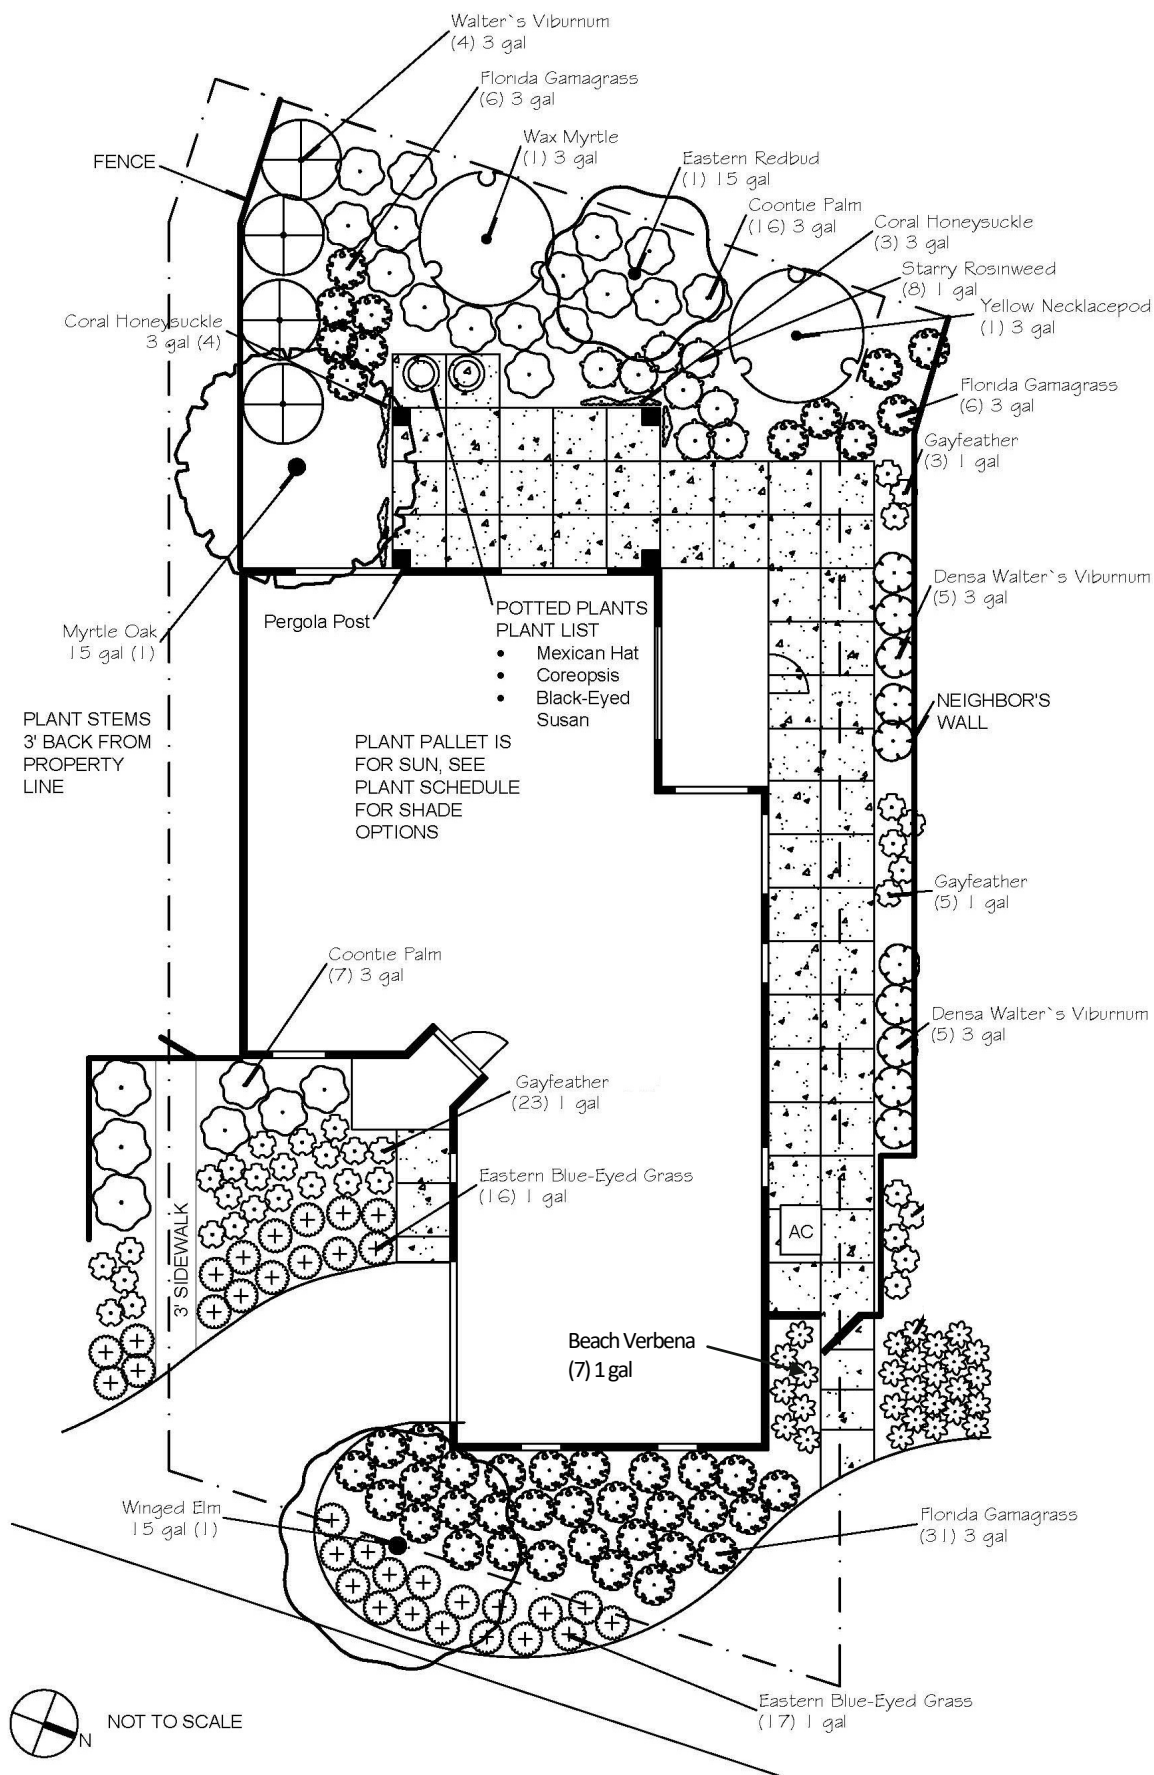 Walter`s Viburnum
(4) 3 gal
Florida Gamagrass
(6) 3 gal
Wax Myrtle
(1) 3 gal
Eastern Redbud
(1) 15 gal
Coontie Palm
(16) 3 gal
Coral Honeysuckle
(3) 3 gal
Starry Rosinweed
(8) 1 gal
Yellow Necklacepod
(1) 3 gal
FENCE
Coral Honeysuckle
3 gal (4)
Florida Gamagrass
(6) 3 gal
Gayfeather
(3) 1 gal
Densa Walter`s Viburnum
(5) 3 gal
Myrtle Oak
15 gal (1)
Pergola Post
POTTED PLANTS
PLANT LIST
• Mexican Hat
• Coreopsis
• Black-Eyed
Susan
NEIGHBOR'S
WALL
PLANT STEMS
3' BACK FROM
PROPERTY
LINE
PLANT PALLET IS
FOR SUN, SEE
PLANT SCHEDULE
FOR SHADE
OPTIONS
Gayfeather
(5) 1 gal
Coontie Palm
(7) 3 gal
Densa Walter`s Viburnum
(5) 3 gal
Gayfeather
(23) 1 gal
Eastern Blue-Eyed Grass
(16) 1 gal
3' SIDEWALK
AC
Beach Verbena
(7) 1 gal
Winged Elm
15 gal (1)
Florida Gamagrass
(31) 3 gal
Eastern Blue-Eyed Grass
(17) 1 gal
N
NOT TO SCALE